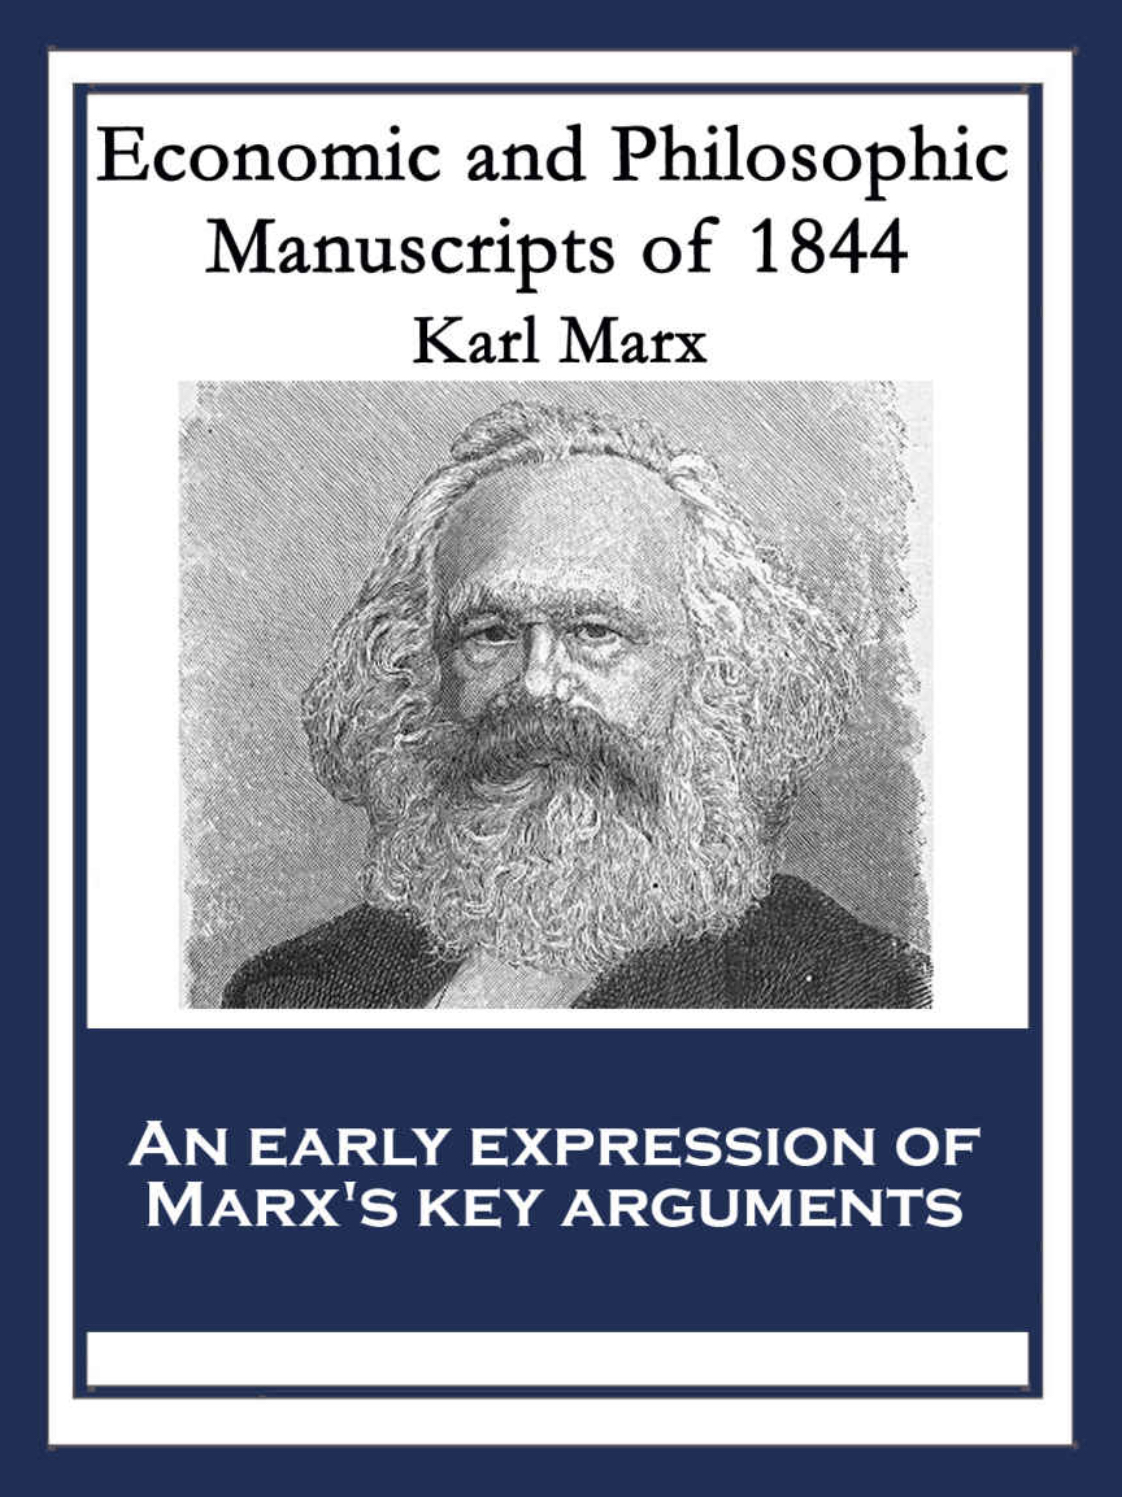 Economic and Philosophic
Manuscripts of 1844
Karl Marx
An early expression of
Marx's key arguments